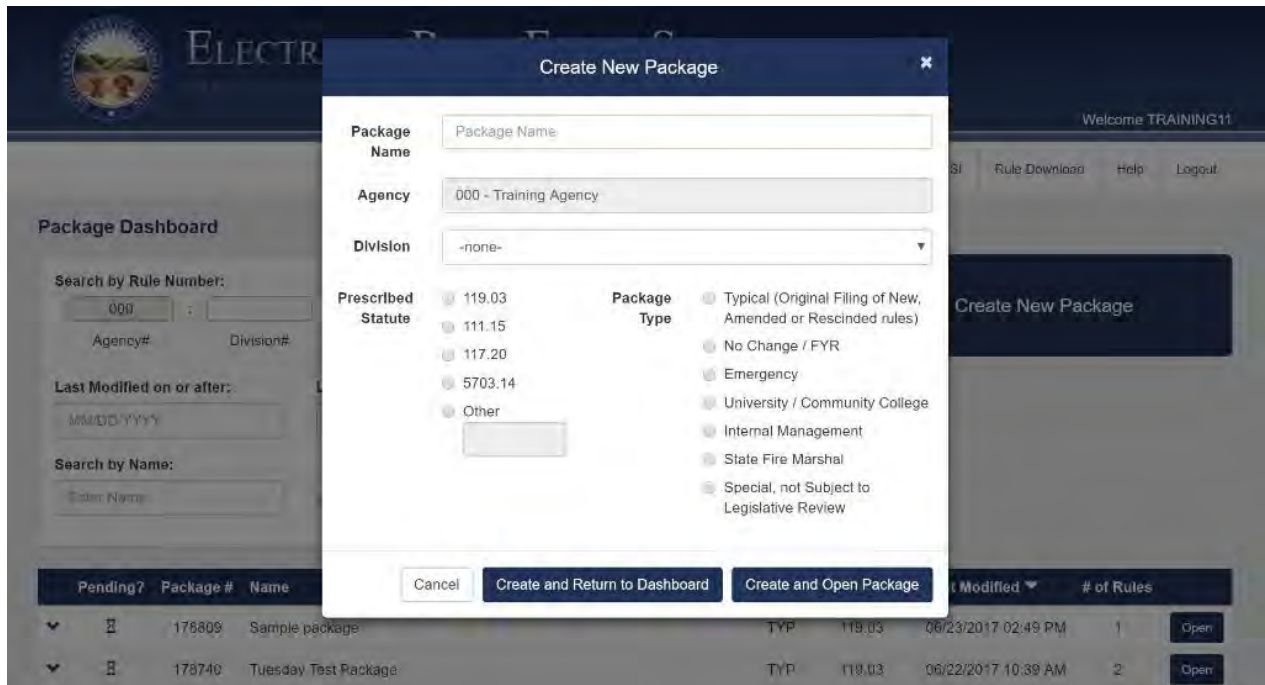 ELECTR
Welcome TRAINING11
Rule Download Help Logout
Create New Package ×
Package Name
Package Name
Agency
000 - Training Agency
Division
-none-
Prescribed Statute
119.03
111.15
117.20
5703.14
Other
Package Type
Typical (Original Filing of New,
Amended or Rescinded rules)
No Change / FYR
Emergency
University / Community College
Internal Management
State Fire Marshal
Special, not Subject to
Legislative Review
Cancel
Create and Return to Dashboard
Create and Open Package
Package Dashboard
Search by Rule Number:
000 :
Agency# Division#
Last Modified on or after:
MM/DD/YYYY
Search by Name:
Enter Name
Create New Package
Pending? Package # Name Modified # of Rules
178809 Sample package TYP 119.03 06/23/2017 02:49 PM 1 Open
178740 Tuesday Test Package TYP 119.03 06/22/2017 10:39 AM 2 Open